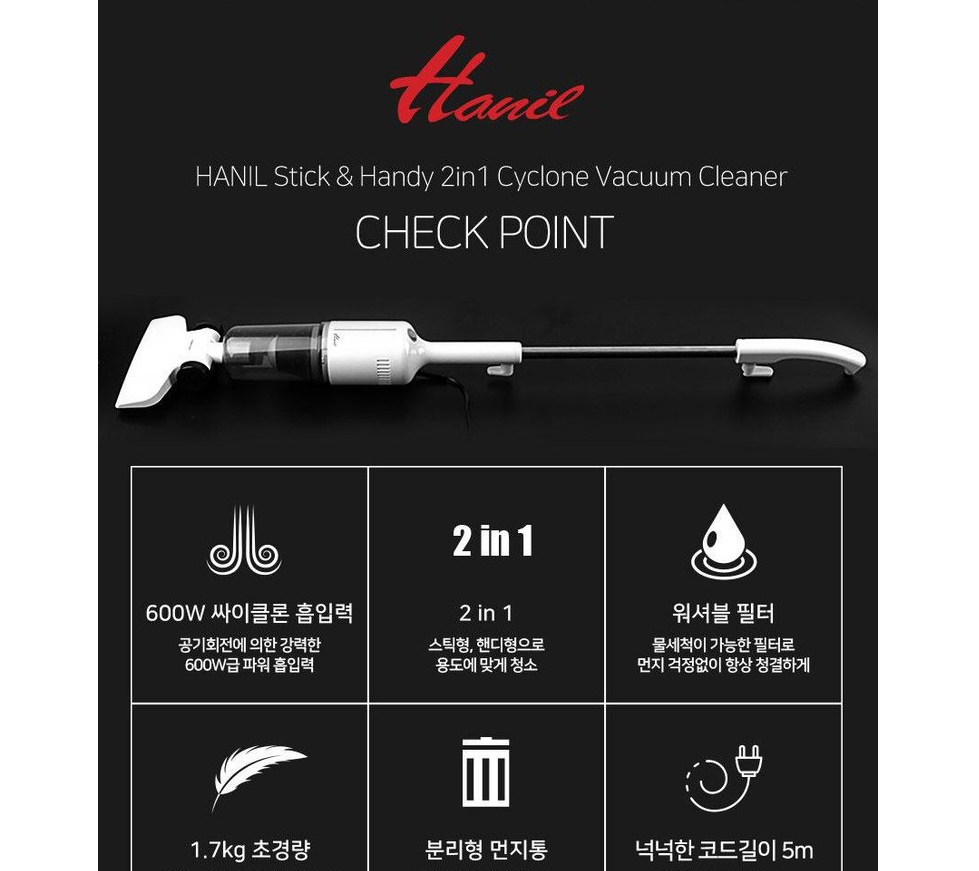 Hanil
HANIL Stick & Handy 2in1 Cyclone Vacuum Cleaner
CHECK POINT
2 in 1
600W 싸이클론 흡입력
공기회전에 의한 강력한
600W급 파워 흡입력
2 in 1
스틱형, 핸디형으로
용도에 맞게 청소
워셔블 필터
물세척이 가능한 필터로
먼지 걱정없이 항상 청결하게
1.7kg 초경량
분리형 먼지통
넉넉한 코드길이 5m